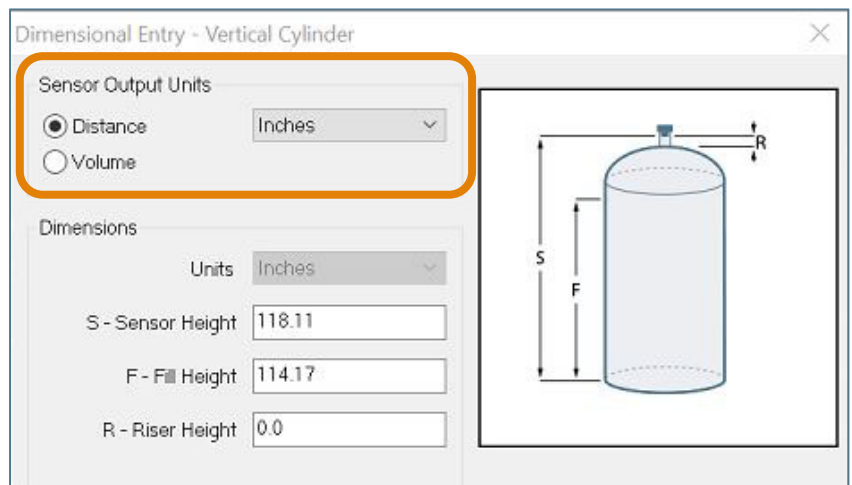 Dimensional Entry - Vertical Cylinder
Sensor Output Units
Distance
Inches
Volume
Dimensions
Units
Inches
S - Sensor Height
118.11
F - Fill Height
114.17
R - Riser Height
0.0
R
S
F